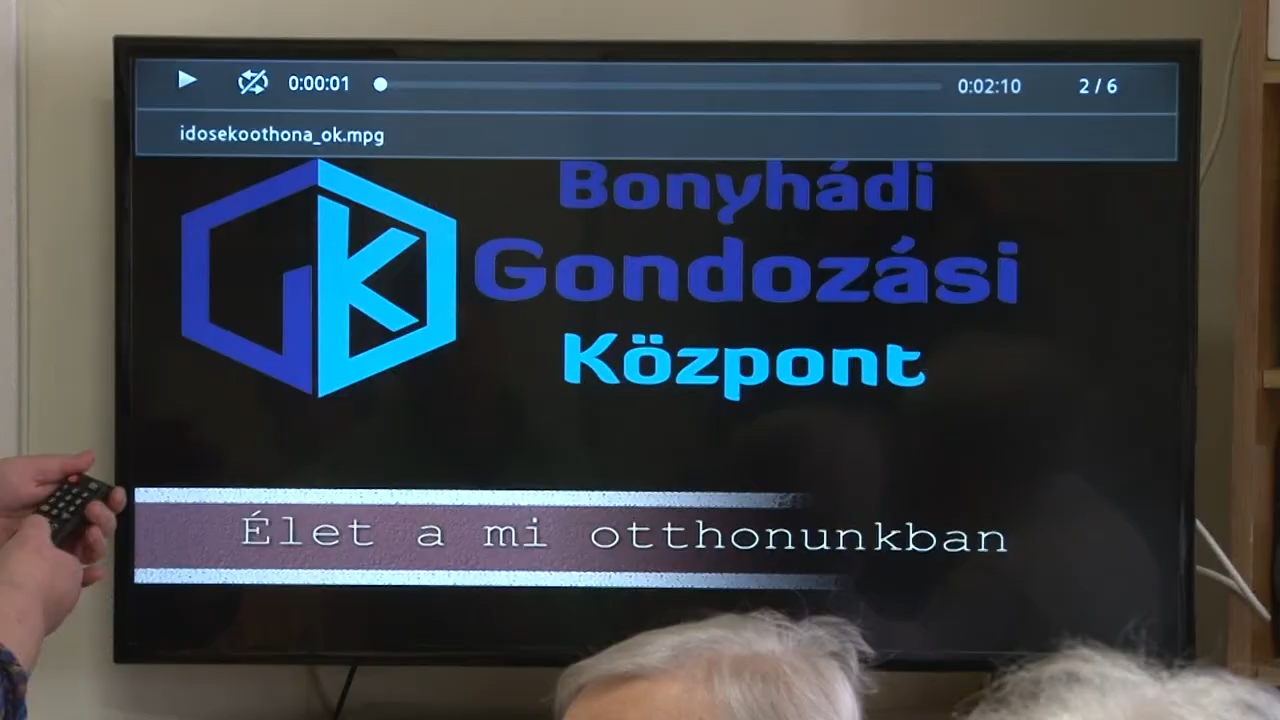 0:00:01 0:02:10 2 / 6
idosekoothona_ok.mpg
Bonyhádi
Gondozási
Központ
Élet a mi otthonunkban